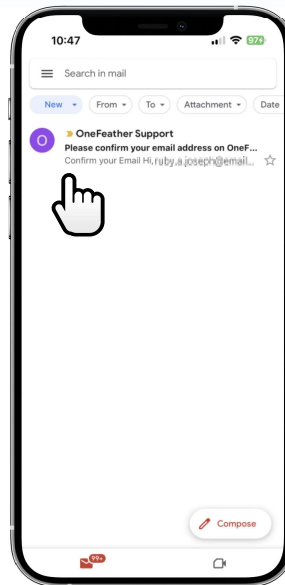 10:47
97
Search in mail
New From To Attachment Date
O
OneFeather Support
Please confirm your email address on OneF...
Confirm your Email Hi, ruby.a.joseph@email...
Compose
99+